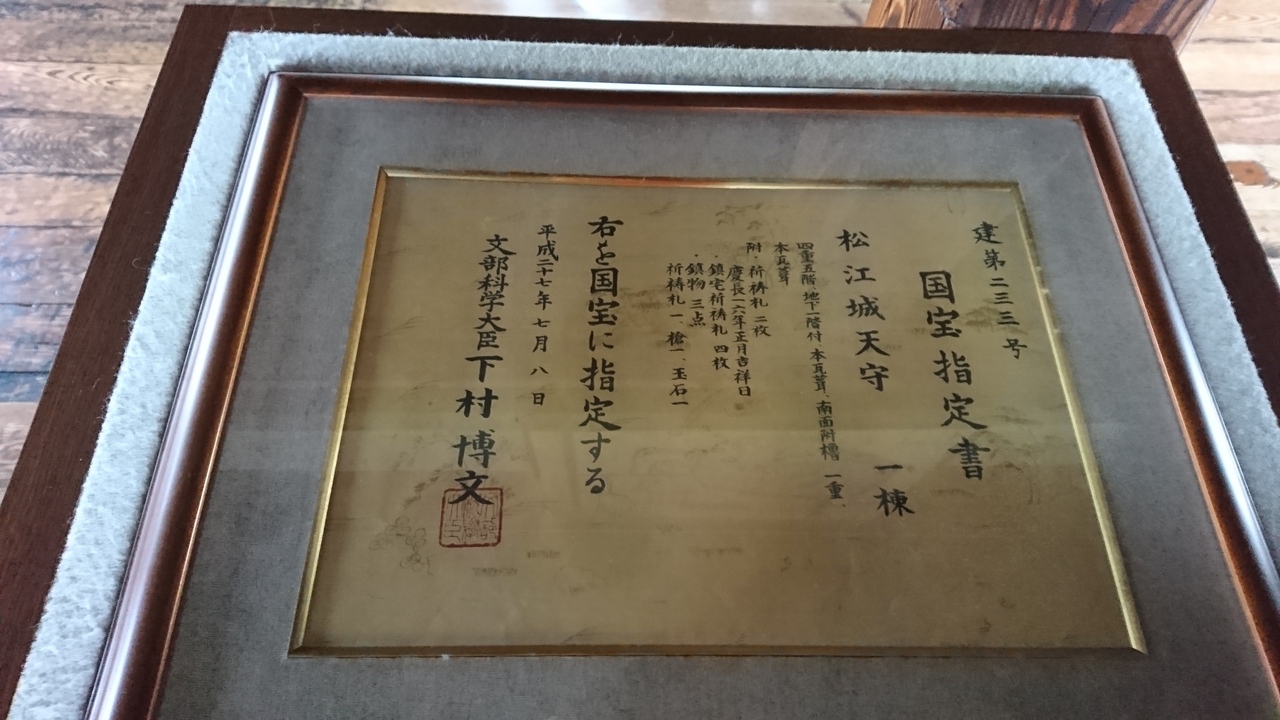 建第二三三号
国宝指定書
松江城天守 一棟
四重五階、地下一階付、本瓦葺、南面附櫓 一重、
本瓦葺
附・祈祷札 二枚
慶長一六年正月吉祥日
・鎮宅祈祷札 四枚
・鎮物 三点
祈祷札一、槍一、玉石一
右を国宝に指定する
平成二十七年七月八日
文部科学大臣 下村博文